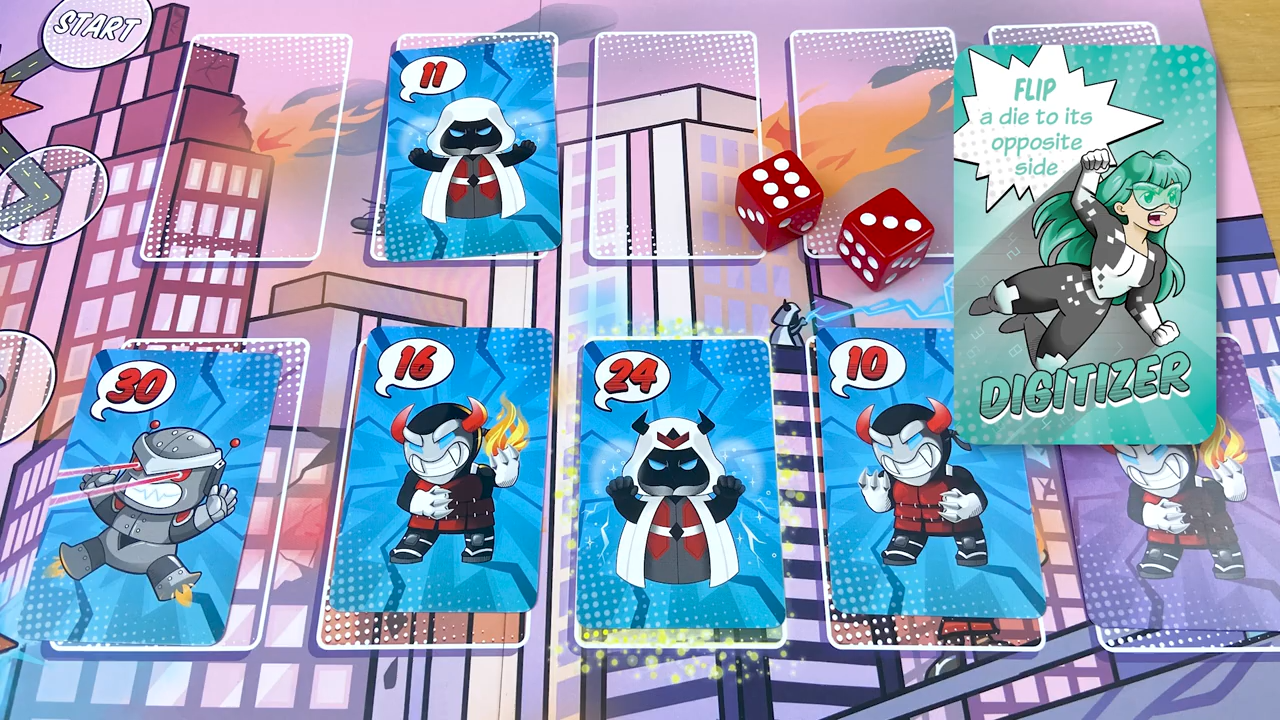 START
11
FLIP
a die to its
opposite
side
30
16
24
10
DIGITIZER